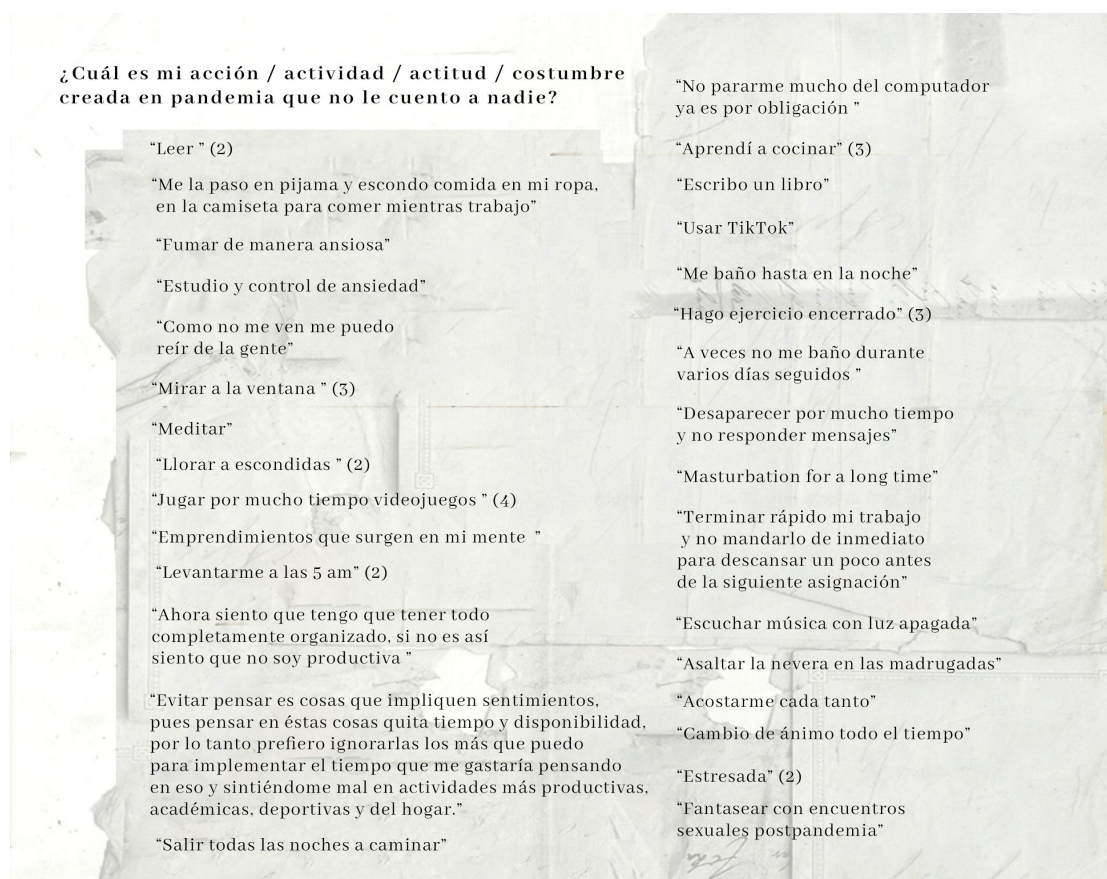 ¿Cuál es mi acción / actividad / actitud / costumbre
creada en pandemia que no le cuento a nadie?
“Leer ” (2)
“Me la paso en pijama y escondo comida en mi ropa,
en la camiseta para comer mientras trabajo”
“Fumar de manera ansiosa”
“Estudio y control de ansiedad”
“Como no me ven me puedo
reír de la gente”
“Mirar a la ventana ” (3)
“Meditar”
“Llorar a escondidas ” (2)
“Jugar por mucho tiempo videojuegos ” (4)
“Emprendimientos que surgen en mi mente ”
“Levantarme a las 5 am” (2)
“Ahora siento que tengo que tener todo
completamente organizado, si no es así
siento que no soy productiva ”
“Evitar pensar es cosas que impliquen sentimientos,
pues pensar en éstas cosas quita tiempo y disponibilidad,
por lo tanto prefiero ignorarlas los más que puedo
para implementar el tiempo que me gastaría pensando
en eso y sintiéndome mal en actividades más productivas,
académicas, deportivas y del hogar.”
“Salir todas las noches a caminar”
“No pararme mucho del computador
ya es por obligación ”
“Aprendí a cocinar” (3)
“Escribo un libro”
“Usar TikTok”
“Me baño hasta en la noche”
“Hago ejercicio encerrado” (3)
“A veces no me baño durante
varios días seguidos ”
“Desaparecer por mucho tiempo
y no responder mensajes”
“Masturbation for a long time”
“Terminar rápido mi trabajo
y no mandarlo de inmediato
para descansar un poco antes
de la siguiente asignación”
“Escuchar música con luz apagada”
“Asaltar la nevera en las madrugadas”
“Acostarme cada tanto”
“Cambio de ánimo todo el tiempo”
“Estresada” (2)
“Fantasear con encuentros
sexuales postpandemia”